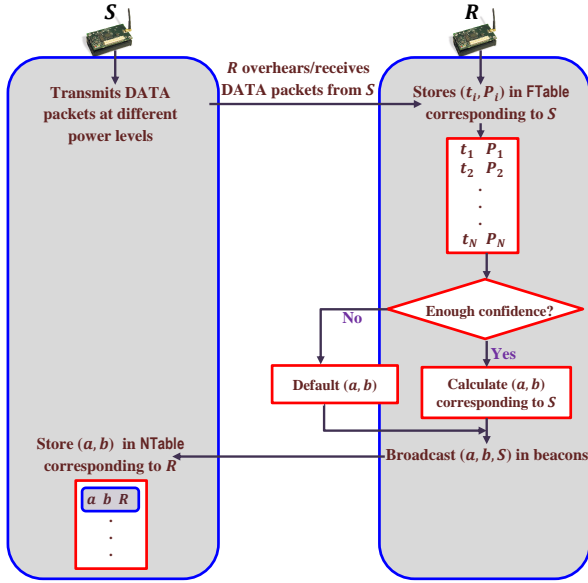 S
R
Transmits DATA
packets at different
power levels
R overhears/receives
DATA packets from S
Stores (t_i, P_i) in FTable
corresponding to S
t_1 P_1
t_2 P_2
.
.
.
t_N P_N
Enough confidence?
No
Yes
Default (a, b)
Calculate (a, b)
corresponding to S
Broadcast (a, b, S) in beacons
Store (a, b) in NTable
corresponding to R
a b R
.
.
.